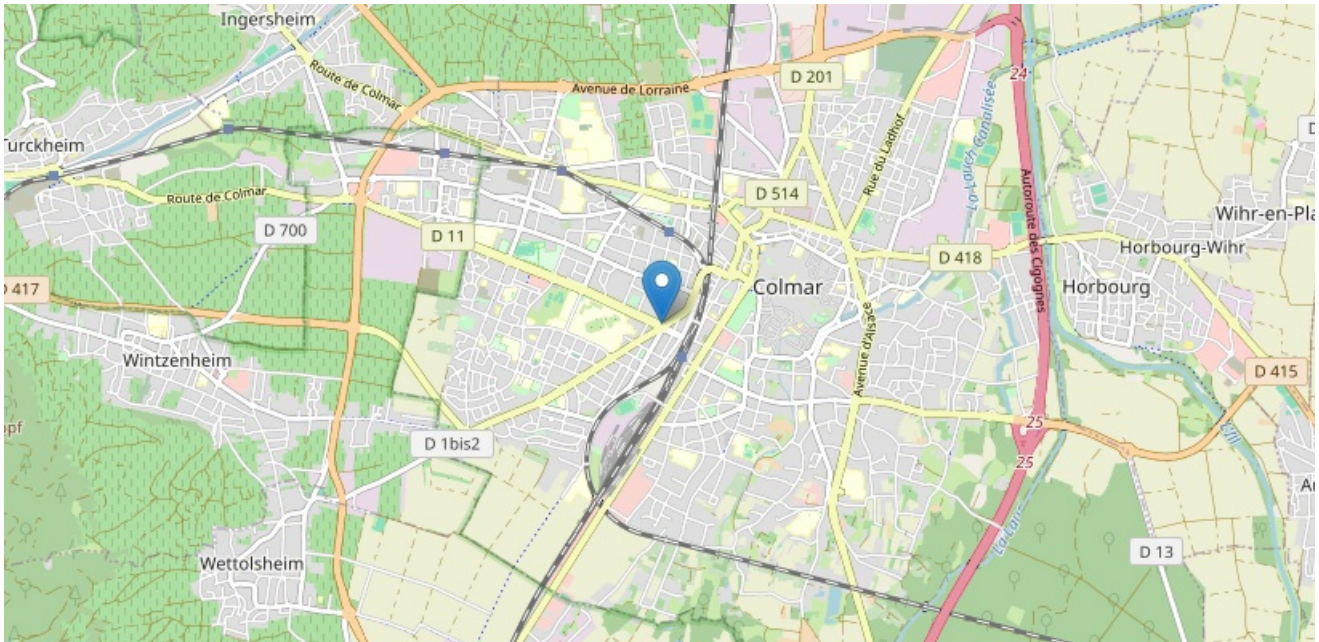 Ingersheim
D 201
24
Route de Colmar
Avenue de Lorraine
La Lauch Canalisée
Rue du Ladhof
Turckheim
Route de Colmar
D 514
Autoroute des Cigognes
D 700
D 11
D 418
Horbourg-Wihr
D 417
Colmar
Horbourg
Wintzenheim
Avenue d'Alsace
D 415
D 1bis2
25
25
L'Ill
Wettolsheim
D 13